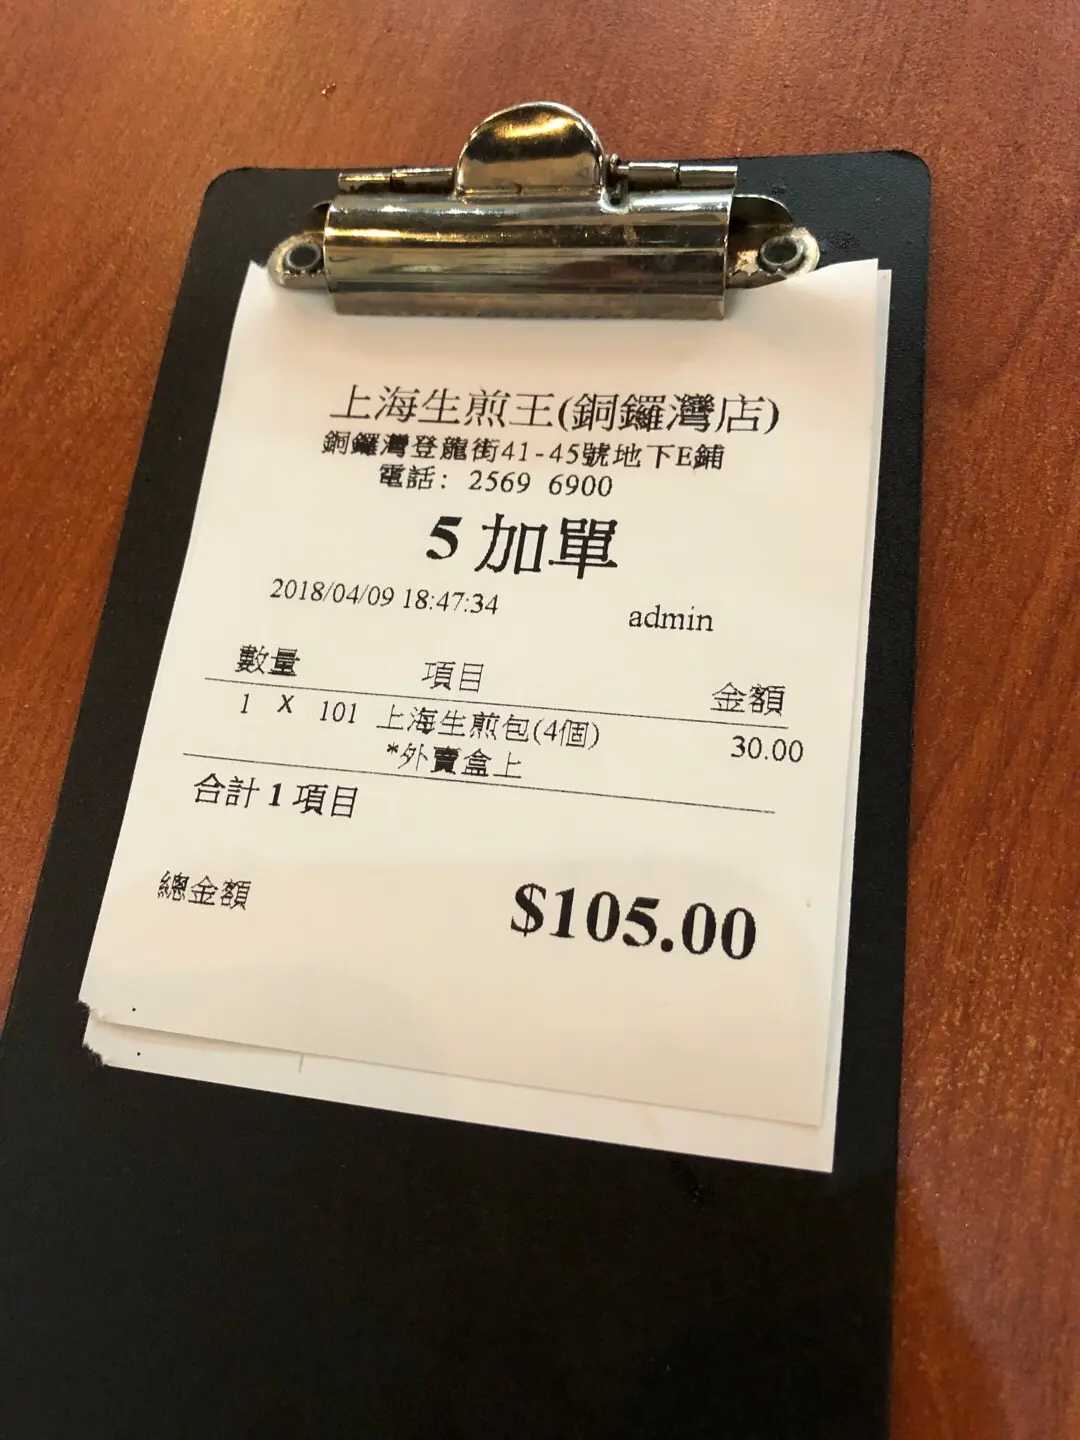 上海生煎王(銅鑼灣店)
銅鑼灣登龍街41-45號地下E鋪
電話: 2569 6900
5 加單
2018/04/09 18:47:34 admin
數量 項目 金額
1 X 101 上海生煎包(4個) 30.00
*外賣盒上
合計 1 項目
總金額 $105.00